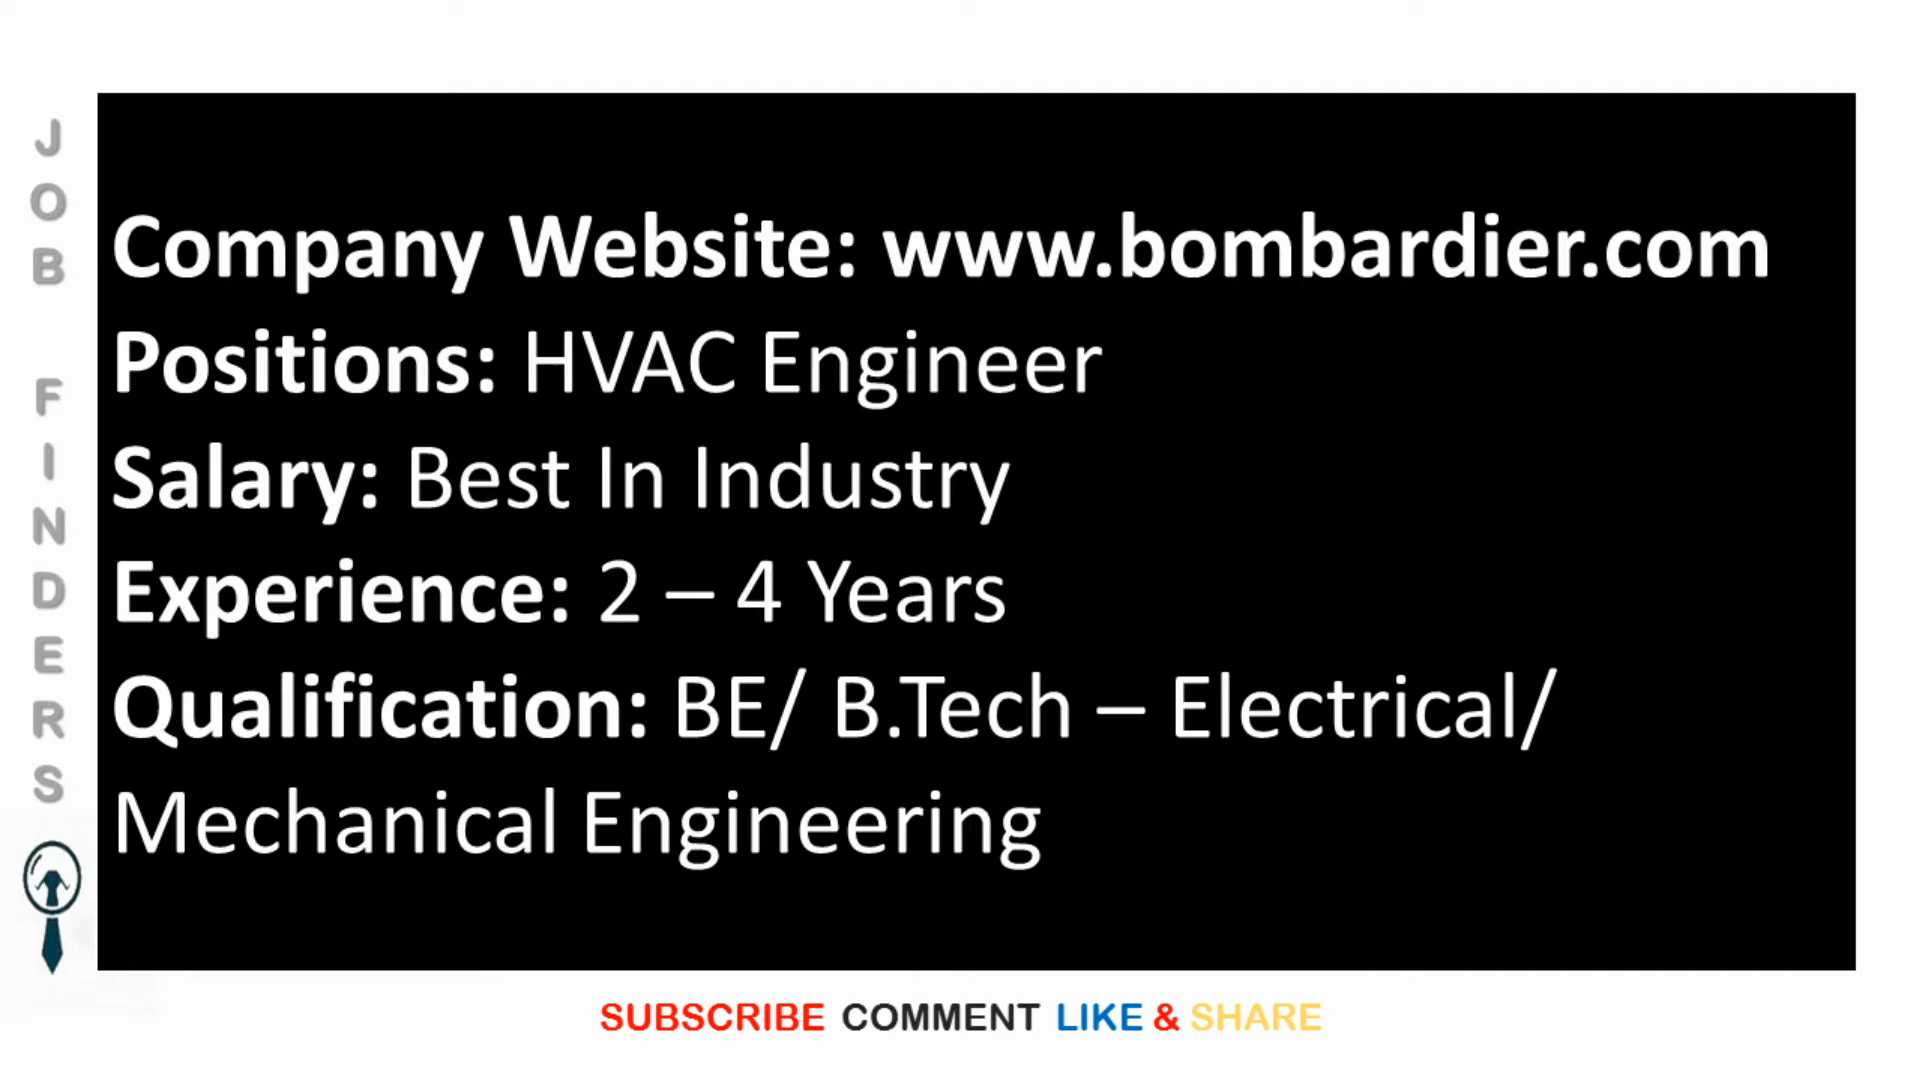 JOB FINDERS
Company Website: www.bombardier.com
Positions: HVAC Engineer
Salary: Best In Industry
Experience: 2 – 4 Years
Qualification: BE/ B.Tech – Electrical/
Mechanical Engineering
SUBSCRIBE COMMENT LIKE & SHARE